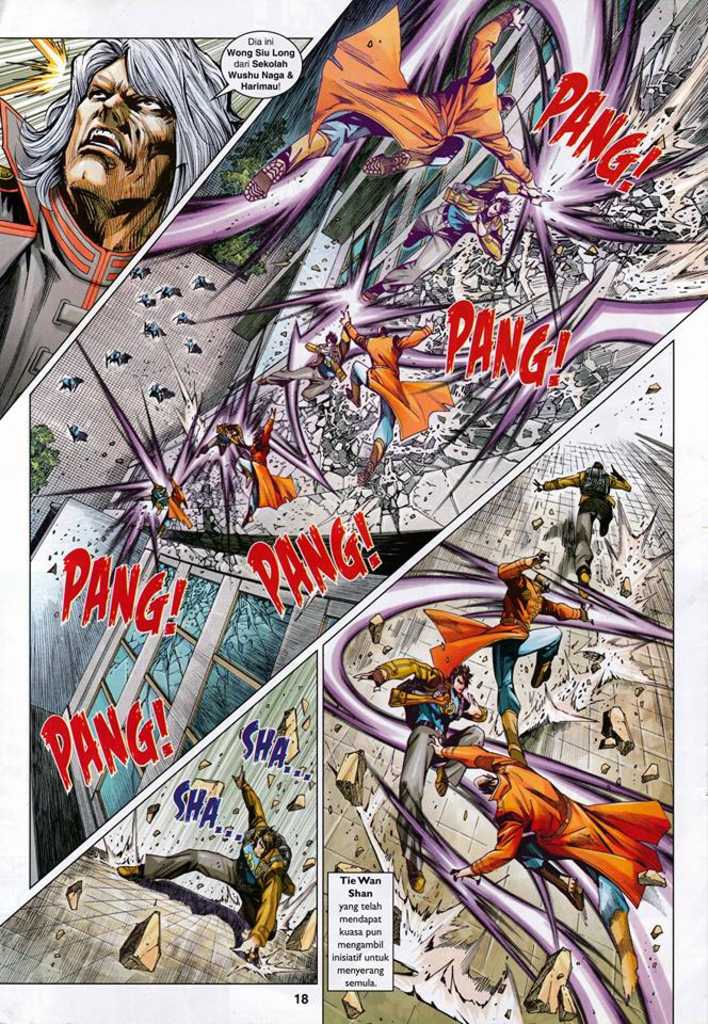 Dia ini
Wong Siu Long
dari Sekolah
Wushu Naga &
Harimau!
PANG!
PANG!
PANG!
PANG!
PANG!
SHA...
SHA...
Tie Wan
Shan
yang telah
mendapat
kuasa pun
mengambil
inisiatif untuk
menyerang
semula.
18